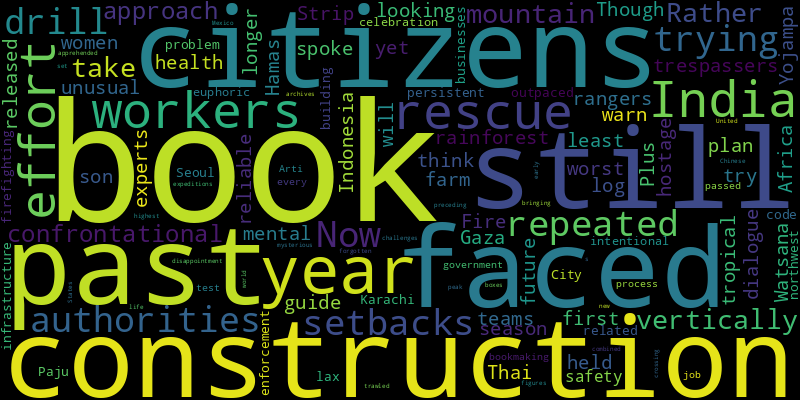 drill
approach
citizens
Strip
looking
celebration
mountain
Though
Rather
Mexico
women
problem
longer
spoke
yet
businesses
trying
apprehended
take
health
Hamas
trespassers
Yojampa
set
unusual
euphoric
building
persistent
outpaced
rangers
India
released
effort
workers
archives
rescue
warn
United
book
still
firefighting
experts
reliable
Indonesia
will
rainforest
least
hostage
plan
Africa
son
Seoul
Arti
think
worst
Plus
Chinese
expeditions
every
farm
early
log
try
passed
code
preceding
bringing
highest
confrontational
mental
Now
Fire
repeated
past
year
faced
Gaza
intentional
tropical
dialogue
Watsana
northwest
mysterious
challenges
forgotten
infrastructure
disappointment
world
government
future
test
City
process
guide
Karachi
peak
boxes
states
life
new
authorities
setbacks
teams
season
first
vertically
enforcement
related
construction
bookmaking
combined
held
Paju
lax
Thai
safety
crossing
job
trawled
figures